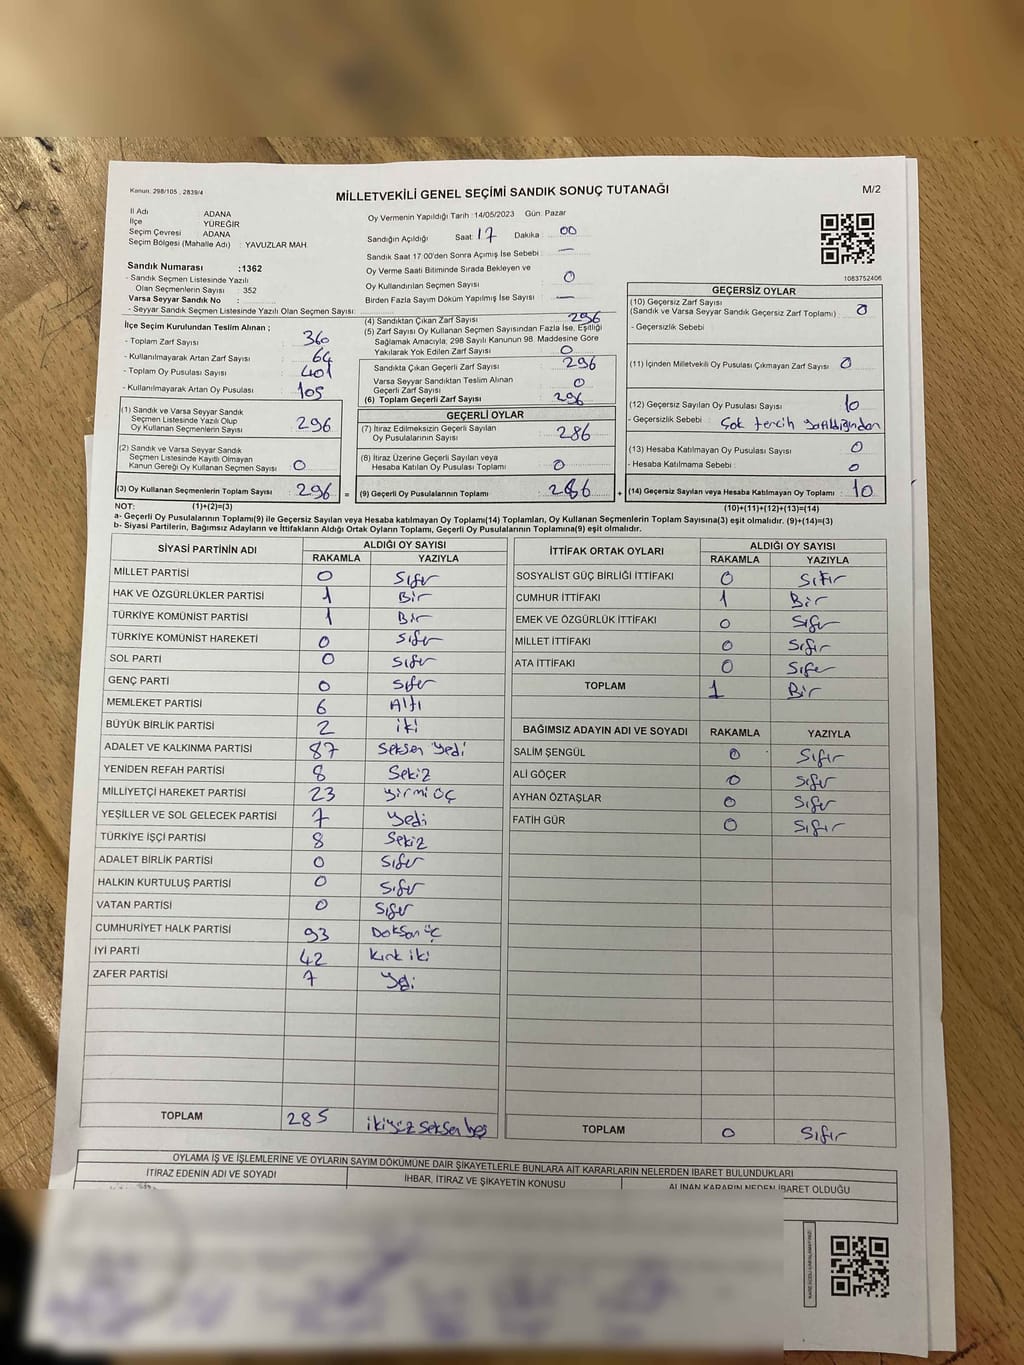 Kanun: 298/105 , 2839/4
MİLLETVEKİLİ GENEL SEÇİMİ SANDIK SONUÇ TUTANAĞI
M/2
İl Adı ADANA
İlçe YÜREĞİR
Seçim Çevresi ADANA
Seçim Bölgesi (Mahalle Adı) : YAVUZLAR MAH.
Sandık Numarası :1362
- Sandık Seçmen Listesinde Yazılı
Olan Seçmenlerin Sayısı : 352
Varsa Seyyar Sandık No :
- Seyyar Sandık Seçmen Listesinde Yazılı Olan Seçmen Sayısı:
Oy Vermenin Yapıldığı Tarih :14/05/2023 Gün: Pazar
Sandığın Açıldığı Saat: 17 Dakika : 00
Sandık Saat 17:00'den Sonra Açımış İse Sebebi : —
Oy Verme Saati Bitiminde Sırada Bekleyen ve
Oy Kullandırılan Seçmen Sayısı : 0
Birden Fazla Sayım Döküm Yapılmış İse Sayısı : —
1083752406
İlçe Seçim Kurulundan Teslim Alınan ;
- Toplam Zarf Sayısı : 360
- Kullanılmayarak Artan Zarf Sayısı : 64
- Toplam Oy Pusulası Sayısı : 401
- Kullanılmayarak Artan Oy Pusulası : 105
(1) Sandık ve Varsa Seyyar Sandık
Seçmen Listesinde Yazılı Olup
Oy Kullanan Seçmenlerin Sayısı : 296
(2) Sandık ve Varsa Seyyar Sandık
Seçmen Listesinde Kayıtlı Olmayan
Kanun Gereği Oy Kullanan Seçmen Sayısı : 0
(3) Oy Kullanan Seçmenlerin Toplam Sayısı : 296 =
(4) Sandıktan Çıkan Zarf Sayısı : 296
(5) Zarf Sayısı Oy Kullanan Seçmen Sayısından Fazla İse, Eşitliği
Sağlamak Amacıyla; 298 Sayılı Kanunun 98. Maddesine Göre
Yakılarak Yok Edilen Zarf Sayısı : 0
Sandıkta Çıkan Geçerli Zarf Sayısı : 296
Varsa Seyyar Sandıktan Teslim Alınan
Geçerli Zarf Sayısı : 0
(6) Toplam Geçerli Zarf Sayısı : 296
GEÇERLİ OYLAR
(7) İtiraz Edilmeksizin Geçerli Sayılan
Oy Pusulalarının Sayısı : 286
(8) İtiraz Üzerine Geçerli Sayılan veya
Hesaba Katılan Oy Pusulası Toplamı : 0
(9) Geçerli Oy Pusulalarının Toplamı : 286 +
GEÇERSİZ OYLAR
(10) Geçersiz Zarf Sayısı
(Sandık ve Varsa Seyyar Sandık Geçersiz Zarf Toplamı) : 0
- Geçersizlik Sebebi
(11) İçinden Milletvekili Oy Pusulası Çıkmayan Zarf Sayısı : 0
(12) Geçersiz Sayılan Oy Pusulası Sayısı : 10
- Geçersizlik Sebebi : Çok tercih yapıldığından
(13) Hesaba Katılmayan Oy Pusulası Sayısı : 0
- Hesaba Katılmama Sebebi : 0
(14) Geçersiz Sayılan veya Hesaba Katılmayan Oy Toplamı : 10
NOT: (1)+(2)=(3) (10)+(11)+(12)+(13)=(14)
a- Geçerli Oy Pusulalarının Toplamı(9) ile Geçersiz Sayılan veya Hesaba katılmayan Oy Toplamı(14) Toplamları, Oy Kullanan Seçmenlerin Toplam Sayısına(3) eşit olmalıdır. (9)+(14)=(3)
b- Siyasi Partilerin, Bağımsız Adayların ve İttifakların Aldığı Ortak Oyların Toplamı, Geçerli Oy Pusulalarının Toplamına(9) eşit olmalıdır.
SİYASİ PARTİNİN ADI ALDIĞI OY SAYISI
RAKAMLA YAZIYLA
MİLLET PARTİSİ 0 Sıfır
HAK VE ÖZGÜRLÜKLER PARTİSİ 1 Bir
TÜRKİYE KOMÜNİST PARTİSİ 1 Bir
TÜRKİYE KOMÜNİST HAREKETİ 0 Sıfır
SOL PARTİ 0 Sıfır
GENÇ PARTİ 0 Sıfır
MEMLEKET PARTİSİ 6 Altı
BÜYÜK BİRLİK PARTİSİ 2 iki
ADALET VE KALKINMA PARTİSİ 87 Seksen yedi
YENİDEN REFAH PARTİSİ 8 Sekiz
MİLLİYETÇİ HAREKET PARTİSİ 23 yirmi üç
YEŞİLLER VE SOL GELECEK PARTİSİ 7 yedi
TÜRKİYE İŞÇİ PARTİSİ 8 Sekiz
ADALET BİRLİK PARTİSİ 0 Sıfır
HALKIN KURTULUŞ PARTİSİ 0 Sıfır
VATAN PARTİSİ 0 Sıfır
CUMHURİYET HALK PARTİSİ 93 Doksan üç
İYİ PARTİ 42 Kırk iki
ZAFER PARTİSİ 7 Yedi
TOPLAM 285 ikiyüz seksen beş
İTTİFAK ORTAK OYLARI ALDIĞI OY SAYISI
RAKAMLA YAZIYLA
SOSYALİST GÜÇ BİRLİĞİ İTTİFAKI 0 Sıfır
CUMHUR İTTİFAKI 1 Bir
EMEK VE ÖZGÜRLÜK İTTİFAKI 0 Sıfır
MİLLET İTTİFAKI 0 Sıfır
ATA İTTİFAKI 0 Sıfır
TOPLAM 1 Bir
BAĞIMSIZ ADAYIN ADI VE SOYADI RAKAMLA YAZIYLA
SALİM ŞENGÜL 0 Sıfır
ALİ GÖÇER 0 Sıfır
AYHAN ÖZTAŞLAR 0 Sıfır
FATİH GÜR 0 Sıfır
TOPLAM 0 Sıfır
OYLAMA İŞ VE İŞLEMLERİNE VE OYLARIN SAYIM DÖKÜMÜNE DAİR ŞİKAYETLERLE BUNLARA AİT KARARLARIN NELERDEN İBARET BULUNDUKLARI
İTİRAZ EDENİN ADI VE SOYADI İHBAR, İTİRAZ VE ŞİKAYETİN KONUSU ALINAN KARARIN NEDEN İBARET OLDUĞU